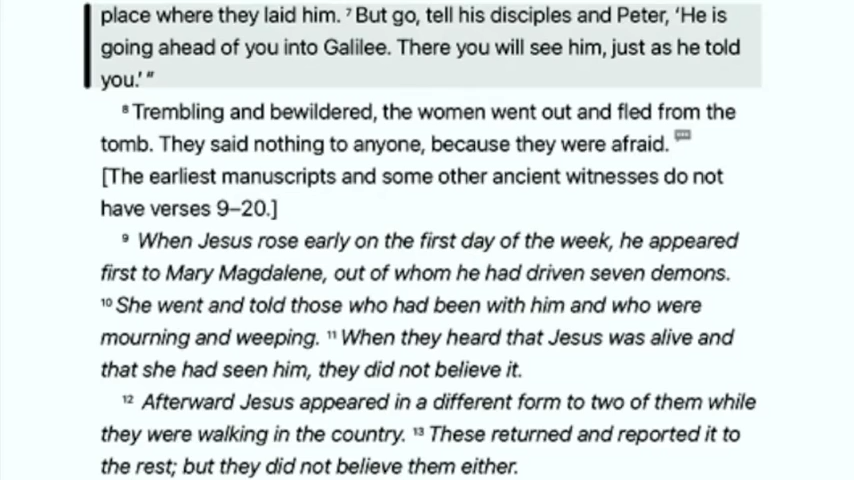 place where they laid him. ⁷ But go, tell his disciples and Peter, ‘He is
going ahead of you into Galilee. There you will see him, just as he told
you.’ ”
⁸ Trembling and bewildered, the women went out and fled from the
tomb. They said nothing to anyone, because they were afraid.
[The earliest manuscripts and some other ancient witnesses do not
have verses 9–20.]
⁹ When Jesus rose early on the first day of the week, he appeared
first to Mary Magdalene, out of whom he had driven seven demons.
¹⁰ She went and told those who had been with him and who were
mourning and weeping. ¹¹ When they heard that Jesus was alive and
that she had seen him, they did not believe it.
¹² Afterward Jesus appeared in a different form to two of them while
they were walking in the country. ¹³ These returned and reported it to
the rest; but they did not believe them either.